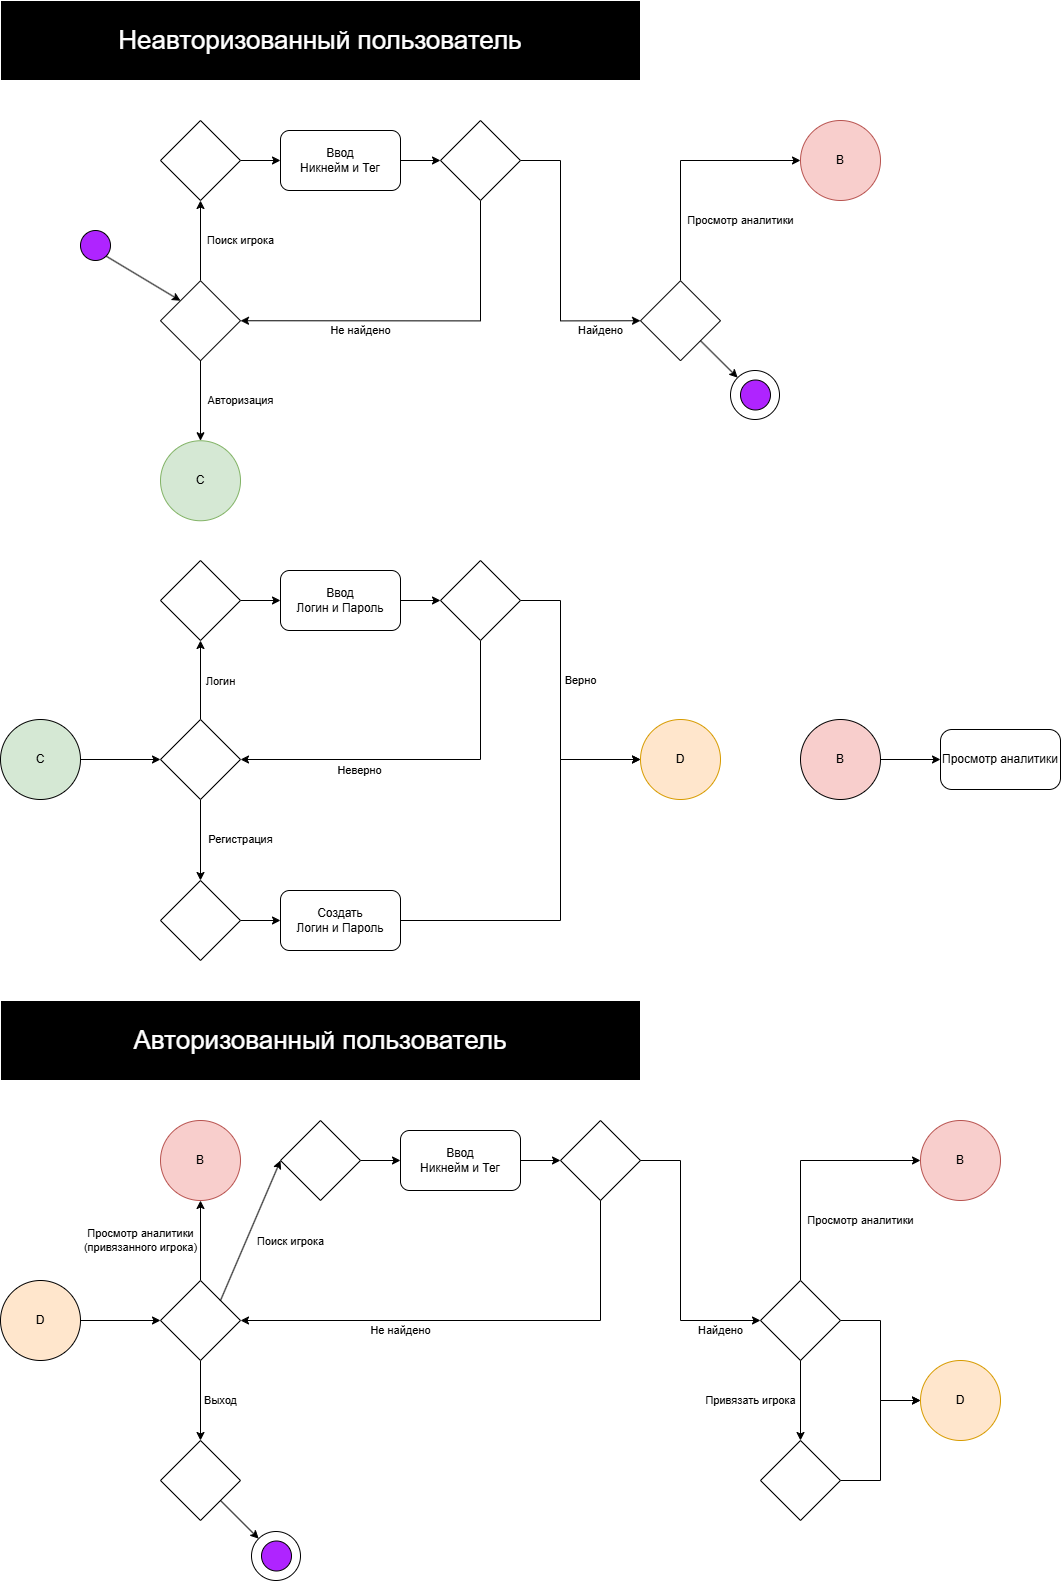 Неавторизованный пользователь
Ввод
Никнейм и Тег
B
Просмотр аналитики
Поиск игрока
Не найдено
Найдено
Авторизация
C
Ввод
Логин и Пароль
Логин
Верно
C
D
B
Просмотр аналитики
Неверно
Регистрация
Создать
Логин и Пароль
Авторизованный пользователь
B
Ввод
Никнейм и Тег
B
Просмотр аналитики
(привязанного игрока)
Поиск игрока
Просмотр аналитики
D
Не найдено
Найдено
Выход
Привязать игрока
D